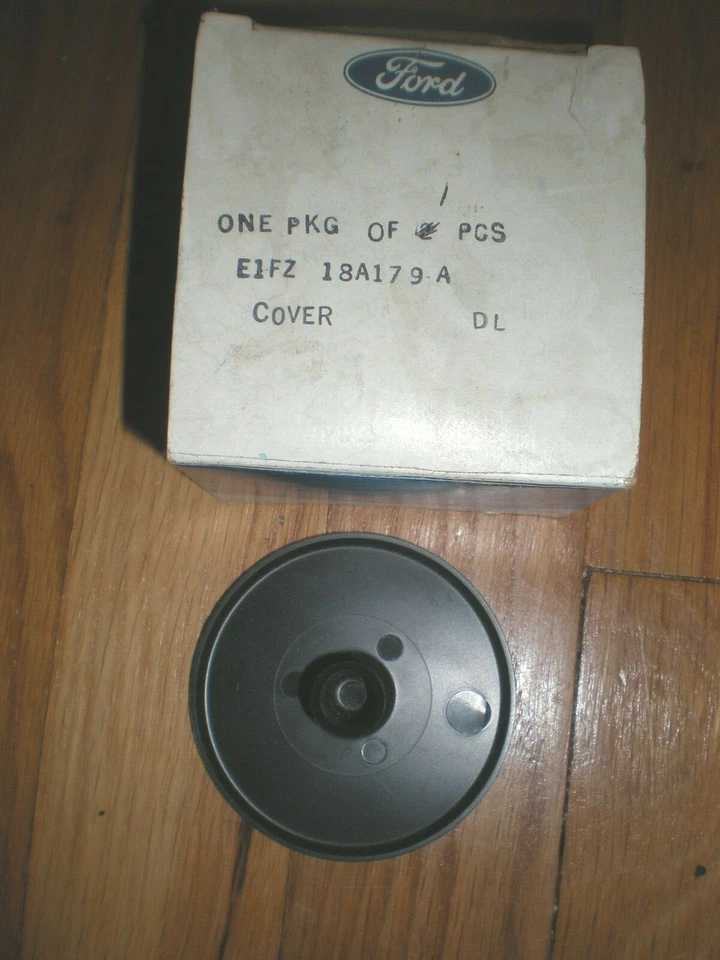 Ford
1
ONE PKG OF PCS
E1FZ 18A179-A
COVER DL